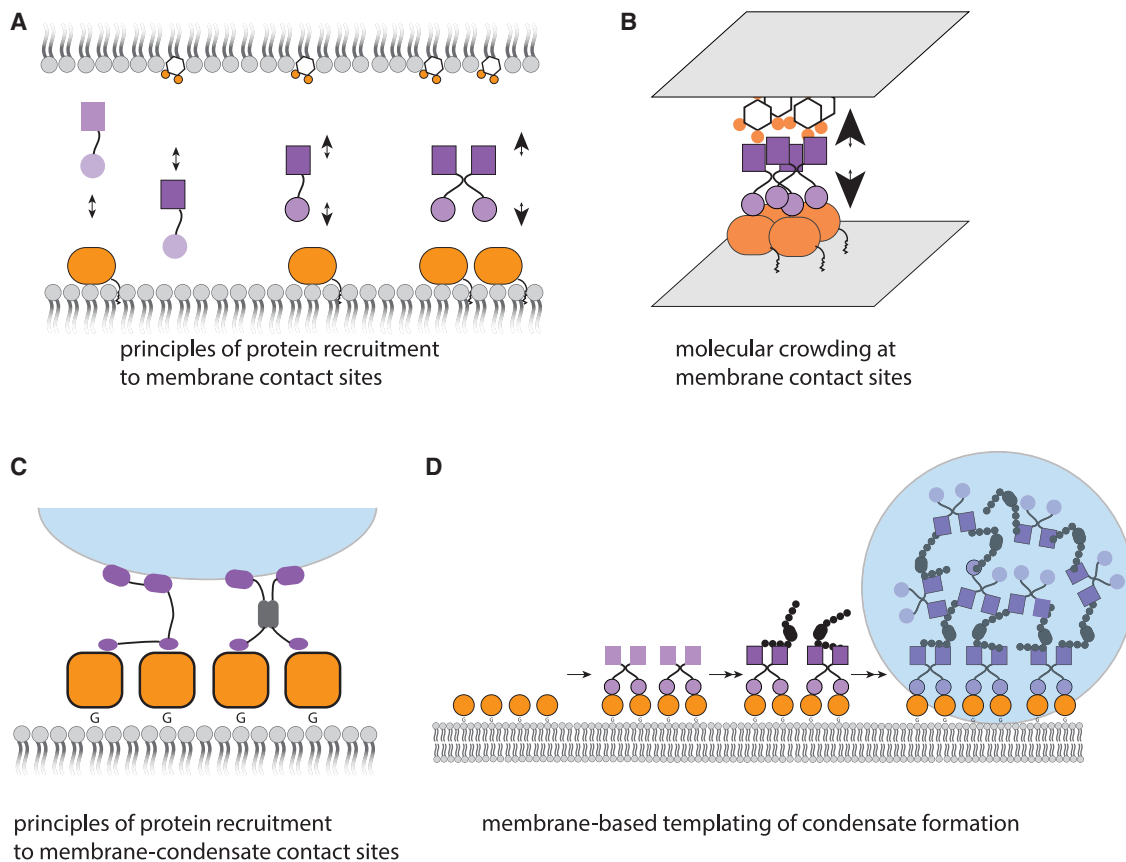 A
B
principles of protein recruitment
to membrane contact sites
molecular crowding at
membrane contact sites
C
D
G G G G
G G G G
G G G G
G G G G
G G G G G G
principles of protein recruitment
to membrane-condensate contact sites
membrane-based templating of condensate formation